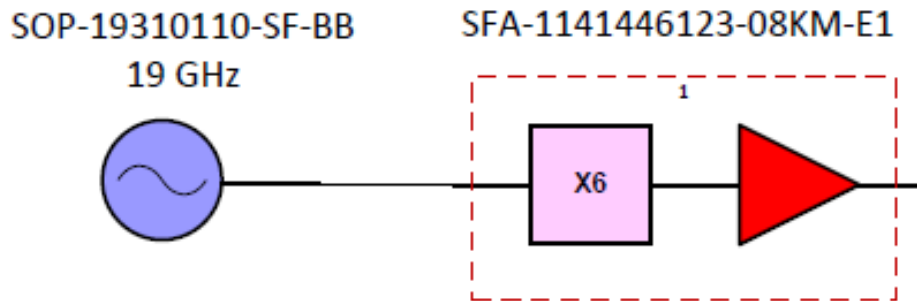 SOP-19310110-SF-BB
19 GHz
SFA-1141446123-08KM-E1
1
X6